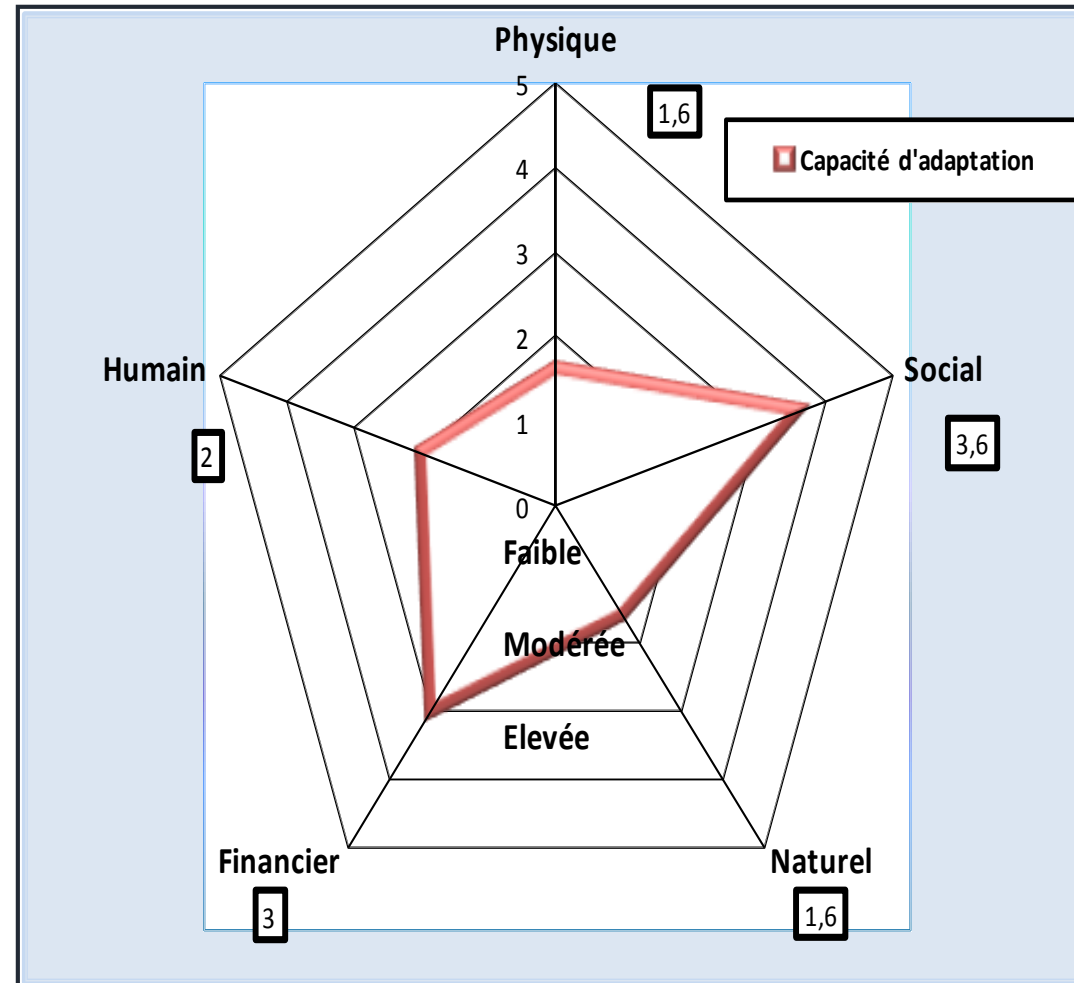 Physique
5
1,6
Capacité d'adaptation
4
3
2
Humain
Social
1
2
3,6
0
Faible
Modérée
Elevée
Financier
Naturel
3
1,6